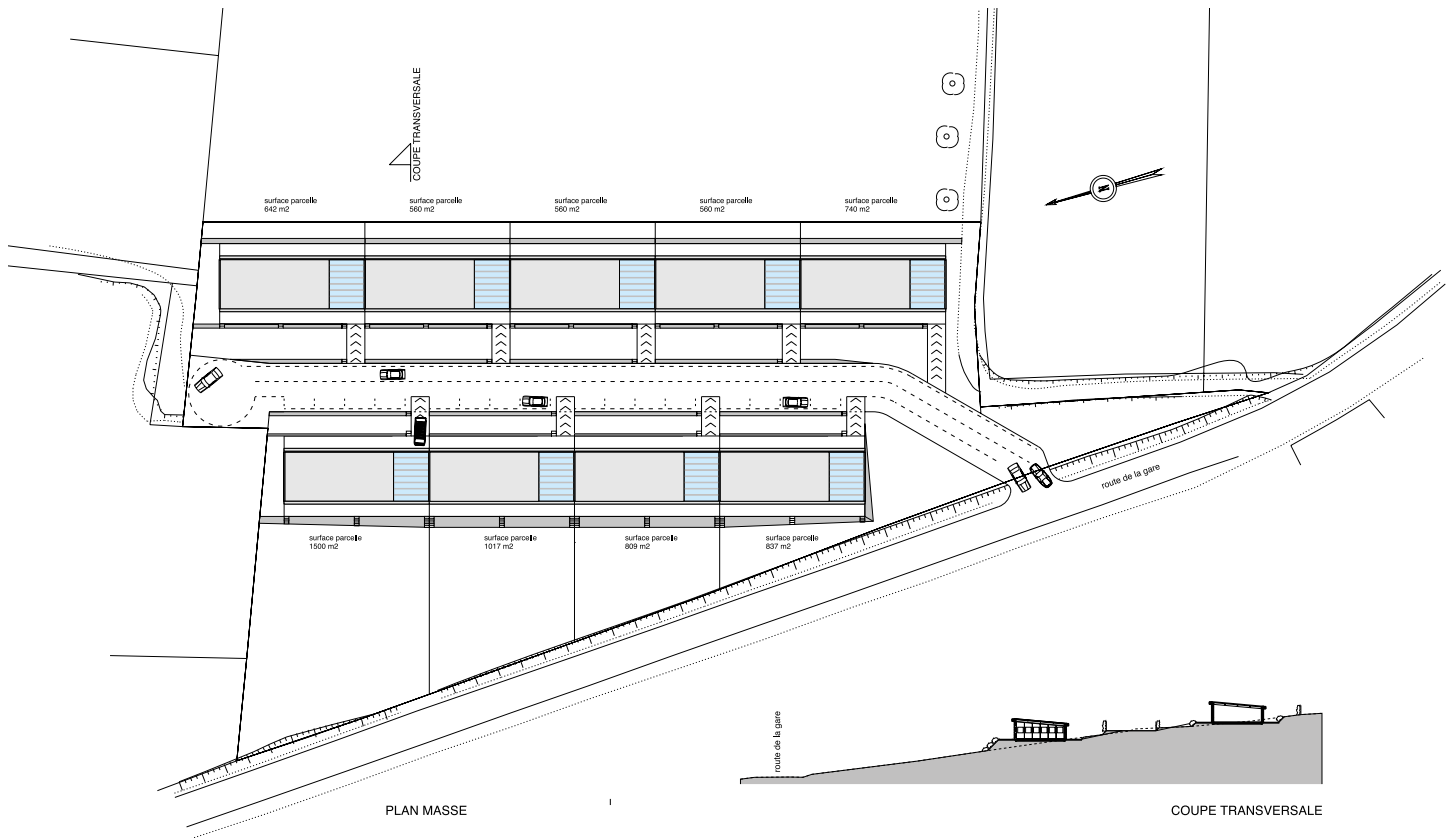 COUPE TRANSVERSALE
surface parcelle
642 m2
surface parcelle
560 m2
surface parcelle
560 m2
surface parcelle
560 m2
surface parcelle
740 m2
route de la gare
surface parcelle
1500 m2
surface parcelle
1017 m2
surface parcelle
809 m2
surface parcelle
837 m2
route de la gare
PLAN MASSE
COUPE TRANSVERSALE